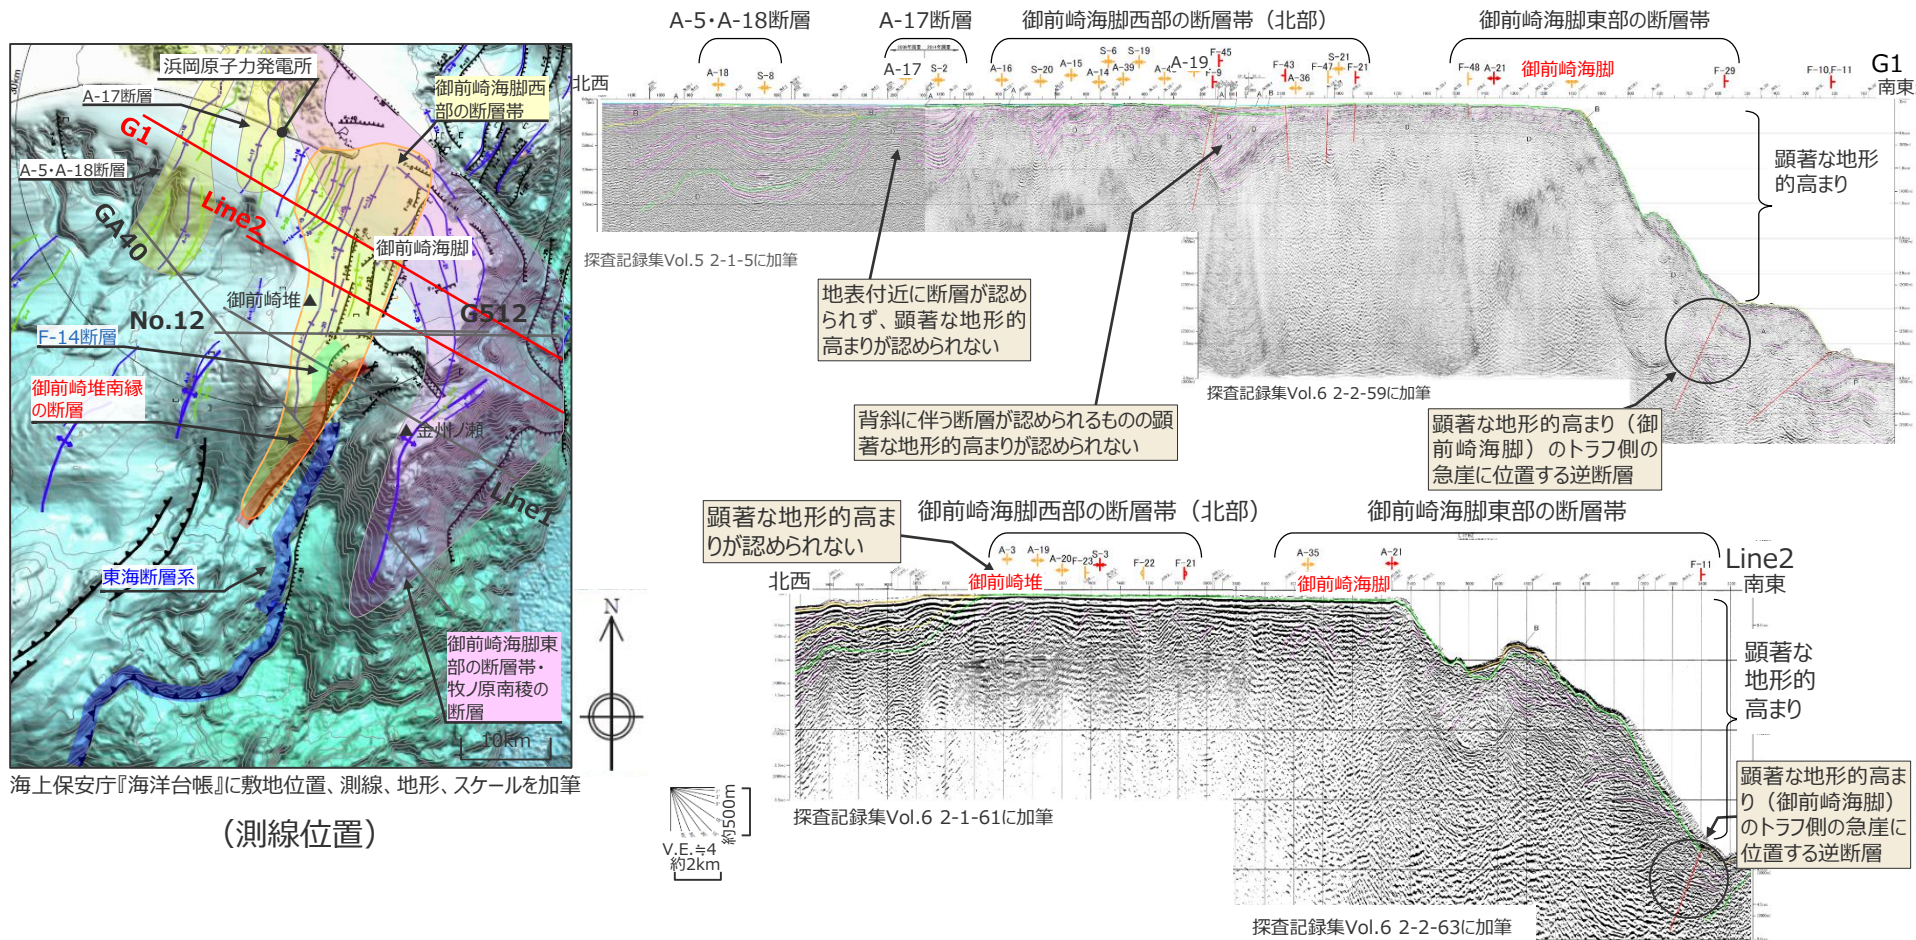 A-5・A-18断層
A-17断層
御前崎海脚西部の断層帯（北部）
御前崎海脚東部の断層帯
A-18
S-8
A-17
S-2
A-16
S-20
A-15
S-6
A-14
A-39
S-19
A-19
F-45
F-9
F-43
A-36
F-47
S-21
F-21
F-48
A-21
御前崎海脚
F-29
F-10,F-11
G1
北西
南東
顕著な地形
的高まり
探査記録集Vol.5 2-1-5に加筆
探査記録集Vol.6 2-2-59に加筆
地表付近に断層が認め
られず、顕著な地形的
高まりが認められない
背斜に伴う断層が認められるものの顕
著な地形的高まりが認められない
顕著な地形的高まり（御
前崎海脚）のトラフ側の
急崖に位置する逆断層
浜岡原子力発電所
A-17断層
御前崎海脚西
部の断層帯
G1
A-5・A-18断層
Line2
GA40
御前崎海脚
御前崎堆
No.12
G512
F-14断層
御前崎堆南縁
の断層
金州ノ瀬
Line1
東海断層系
御前崎海脚東
部の断層帯・
牧ノ原南稜の
断層
10km
N
海上保安庁『海洋台帳』に敷地位置、測線、地形、スケールを加筆
（測線位置）
顕著な地形的高ま
りが認められない
御前崎海脚西部の断層帯（北部）
御前崎海脚東部の断層帯
A-3
A-19
A-20
F-23
S-3
F-22
F-21
A-35
A-21
F-11
Line2
北西
御前崎堆
御前崎海脚
南東
顕著な
地形的
高まり
顕著な地形的高ま
り（御前崎海脚）
のトラフ側の急崖に
位置する逆断層
約500m
V.E.≒4
約2km
探査記録集Vol.6 2-1-61に加筆
探査記録集Vol.6 2-2-63に加筆